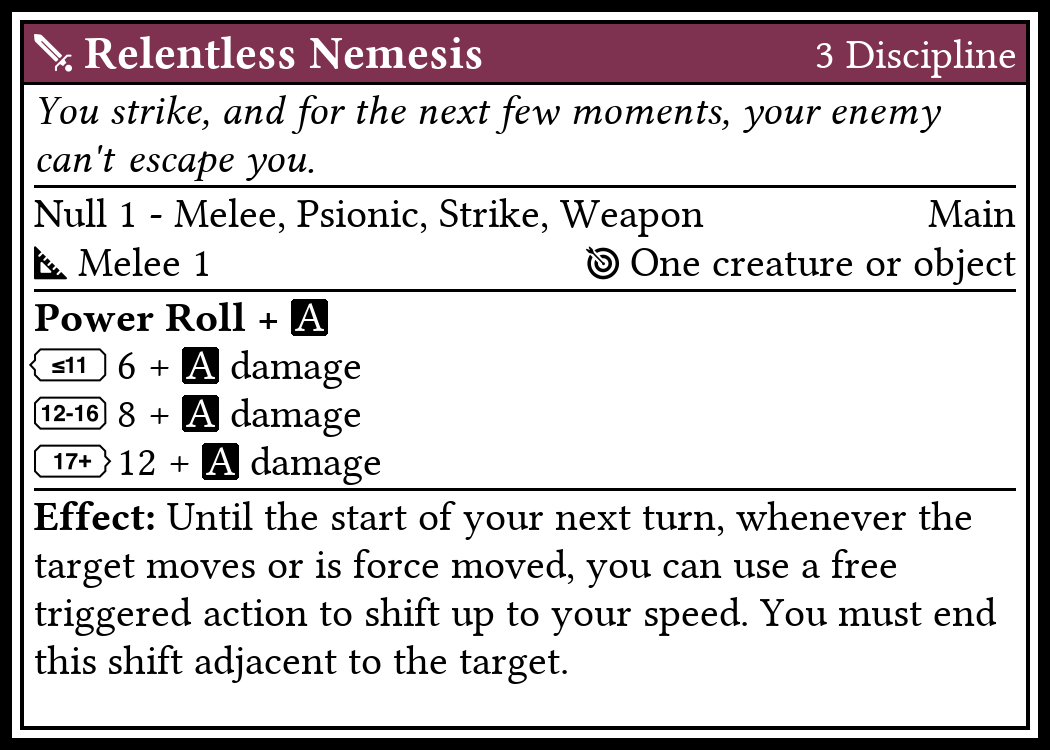 Relentless Nemesis 3 Discipline
You strike, and for the next few moments, your enemy
can't escape you.
Null 1 - Melee, Psionic, Strike, Weapon Main
Melee 1 One creature or object
Power Roll + A
≤11 6 + A damage
12-16 8 + A damage
17+ 12 + A damage
Effect: Until the start of your next turn, whenever the
target moves or is force moved, you can use a free
triggered action to shift up to your speed. You must end
this shift adjacent to the target.